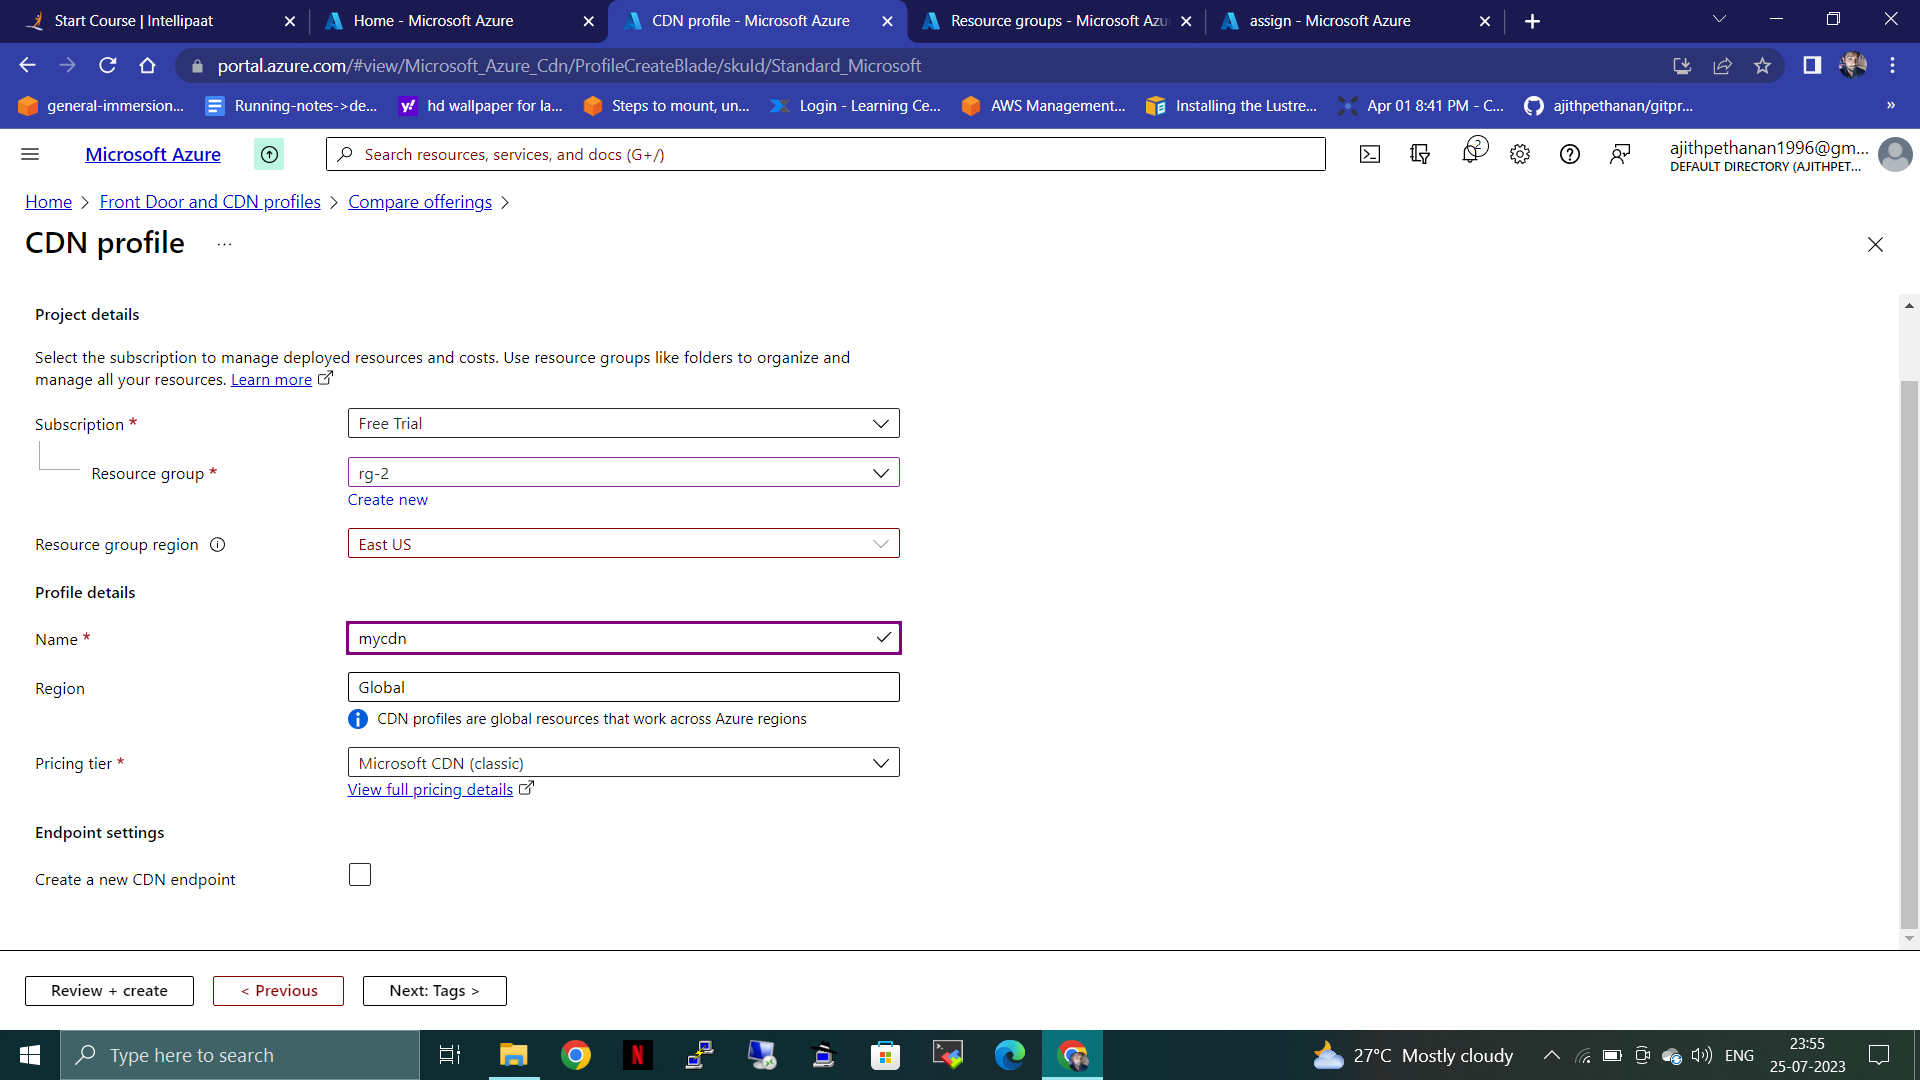 Start Course | Intellipaat
Home - Microsoft Azure
CDN profile - Microsoft Azure
Resource groups - Microsoft Azu
assign - Microsoft Azure
portal.azure.com/#view/Microsoft_Azure_Cdn/ProfileCreateBlade/skuId/Standard_Microsoft
general-immersion...
Running-notes->de...
hd wallpaper for la...
Steps to mount, un...
Login - Learning Ce...
AWS Management...
Installing the Lustre...
Apr 01 8:41 PM - C...
ajithpethanan/gitpr...
»
Microsoft Azure
Search resources, services, and docs (G+/)
2
ajithpethanan1996@gm...
DEFAULT DIRECTORY (AJITHPET...
Home > Front Door and CDN profiles > Compare offerings >
CDN profile ...
Project details
Select the subscription to manage deployed resources and costs. Use resource groups like folders to organize and
manage all your resources. Learn more
Subscription *
Free Trial
Resource group *
rg-2
Create new
Resource group region
East US
Profile details
Name *
mycdn
Region
Global
CDN profiles are global resources that work across Azure regions
Pricing tier *
Microsoft CDN (classic)
View full pricing details
Endpoint settings
Create a new CDN endpoint
Review + create
< Previous
Next: Tags >
Type here to search
27°C Mostly cloudy
ENG
23:55
25-07-2023